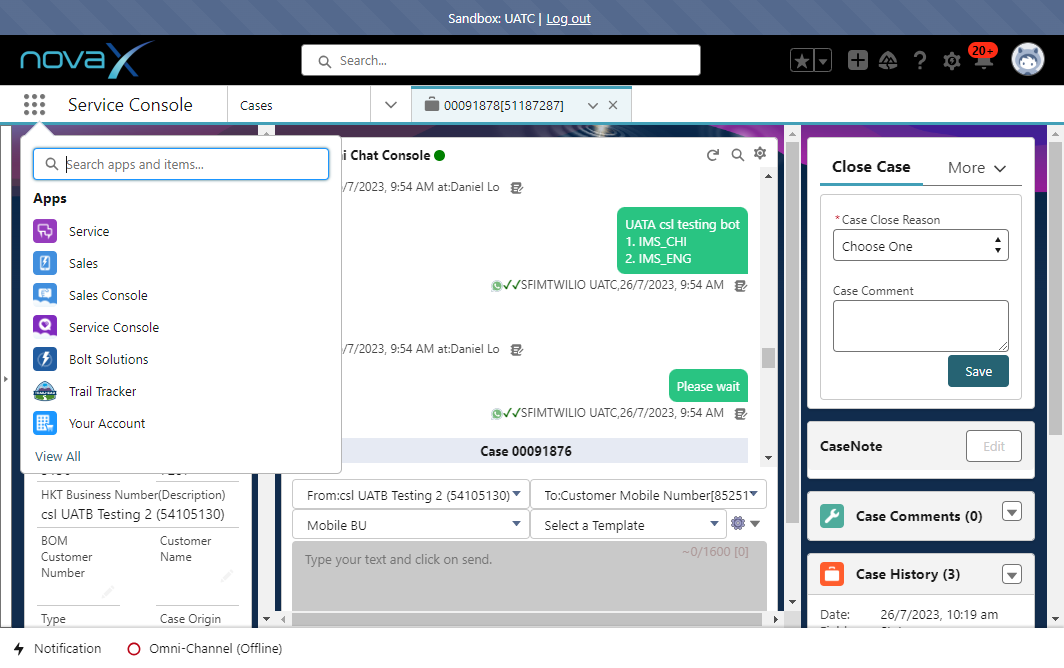 Sandbox: UATC | Log out
novaX
Search...
20+
Service Console
Cases
00091878[51187287]
Search apps and items...
Apps
Service
Sales
Sales Console
Service Console
Bolt Solutions
Trail Tracker
Your Account
View All
HKT Business Number(Description)
csl UATB Testing 2 (54105130)
BOM Customer Number
Customer Name
Type
Case Origin
Chat Console
/7/2023, 9:54 AM at:Daniel Lo
UATA csl testing bot
1. IMS_CHI
2. IMS_ENG
SFIMTWILIO UATC,26/7/2023, 9:54 AM
/7/2023, 9:54 AM at:Daniel Lo
Please wait
SFIMTWILIO UATC,26/7/2023, 9:54 AM
Case 00091876
From:csl UATB Testing 2 (54105130)
To:Customer Mobile Number[85251
Mobile BU
Select a Template
Type your text and click on send.
~0/1600 [0]
Close Case
More
*Case Close Reason
Choose One
Case Comment
Save
CaseNote
Edit
Case Comments (0)
Case History (3)
Date:
26/7/2023, 10:19 am
Notification
Omni-Channel (Offline)